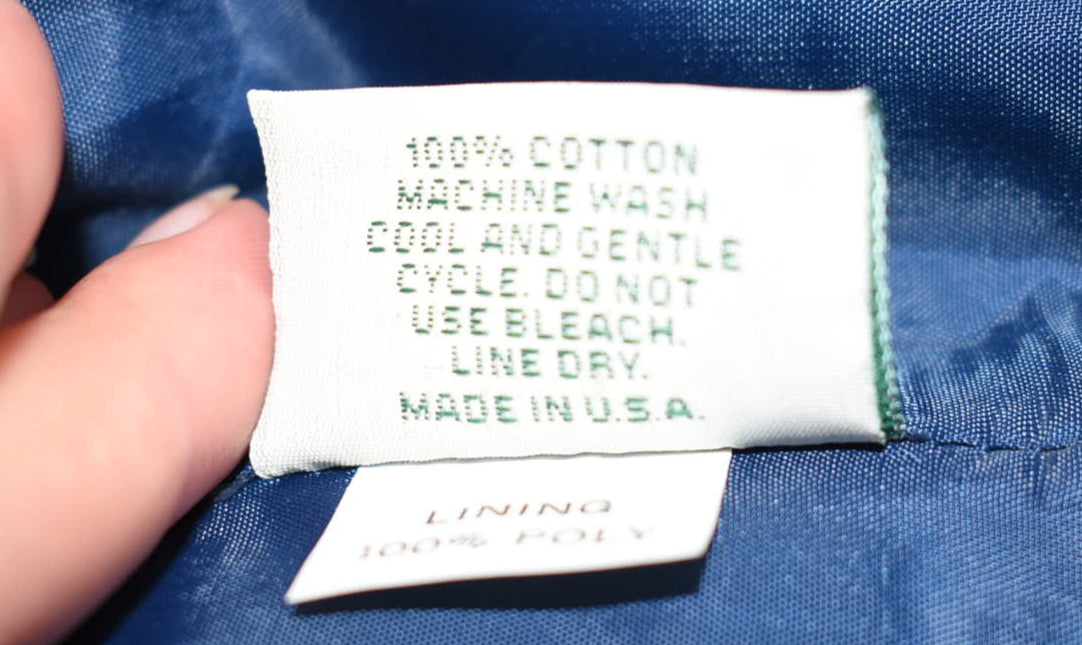 100% COTTON
MACHINE WASH
COOL AND GENTLE
CYCLE. DO NOT
USE BLEACH.
LINE DRY.
MADE IN U.S.A.
LINING
100% POLY